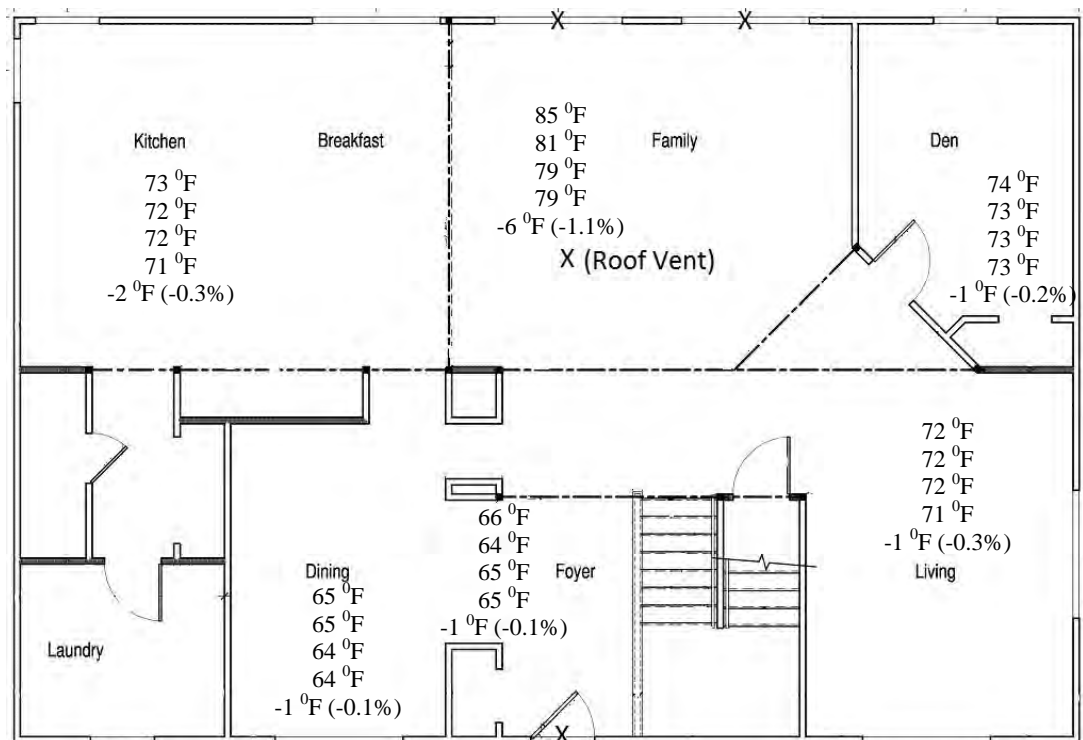 X
X
Kitchen
73 ⁰F
72 ⁰F
72 ⁰F
71 ⁰F
-2 ⁰F (-0.3%)
Breakfast
85 ⁰F
81 ⁰F
79 ⁰F
79 ⁰F
-6 ⁰F (-1.1%)
Family
X (Roof Vent)
Den
74 ⁰F
73 ⁰F
73 ⁰F
73 ⁰F
-1 ⁰F (-0.2%)
72 ⁰F
72 ⁰F
72 ⁰F
71 ⁰F
-1 ⁰F (-0.3%)
Living
66 ⁰F
64 ⁰F
65 ⁰F
65 ⁰F
-1 ⁰F (-0.1%)
Foyer
Dining
65 ⁰F
65 ⁰F
64 ⁰F
64 ⁰F
-1 ⁰F (-0.1%)
Laundry
X